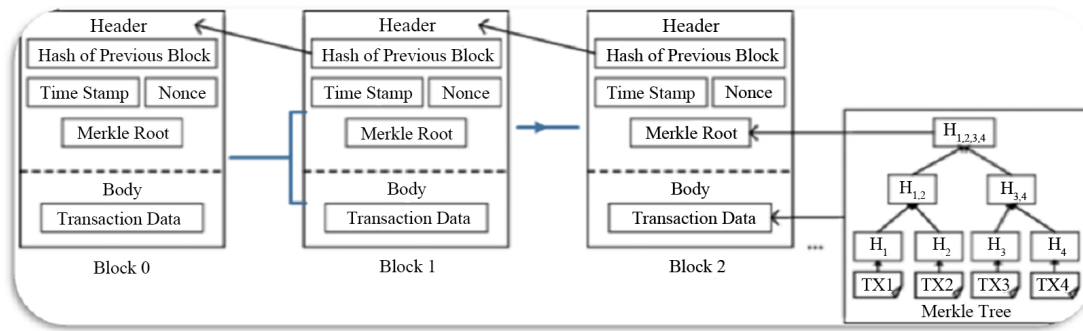 Header
Hash of Previous Block
Time Stamp
Nonce
Merkle Root
Body
Transaction Data
Block 0
Header
Hash of Previous Block
Time Stamp
Nonce
Merkle Root
Body
Transaction Data
Block 1
Header
Hash of Previous Block
Time Stamp
Nonce
Merkle Root
Body
Transaction Data
Block 2
...
H1,2,3,4
H1,2
H3,4
H1
H2
H3
H4
TX1
TX2
TX3
TX4
Merkle Tree